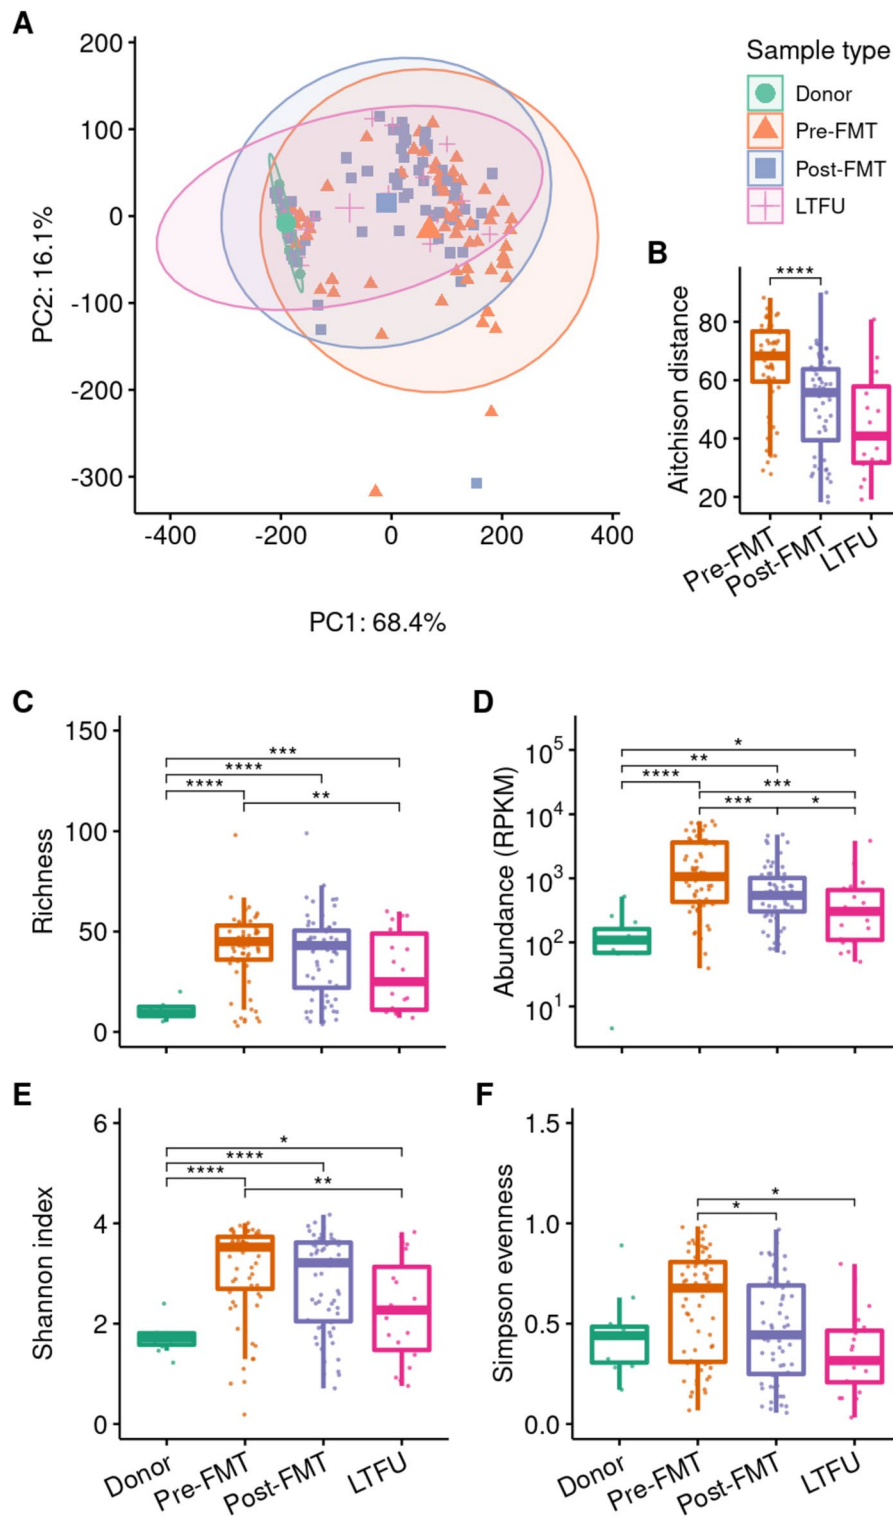 A
200
100
0
-100
-200
-300
PC2: 16.1%
-400
-200
0
200
400
PC1: 68.4%
Sample type
Donor
Pre-FMT
Post-FMT
LTFU
B
****
80
60
40
20
Aitchison distance
Pre-FMT
Post-FMT
LTFU
C
150
100
50
0
Richness
***
****
****
**
D
10^5
10^4
10^3
10^2
10^1
Abundance (RPKM)
*
**
****
***
***
*
E
6
4
2
0
Shannon index
*
****
****
**
Donor
Pre-FMT
Post-FMT
LTFU
F
1.5
1.0
0.5
0.0
Simpson evenness
*
*
Donor
Pre-FMT
Post-FMT
LTFU